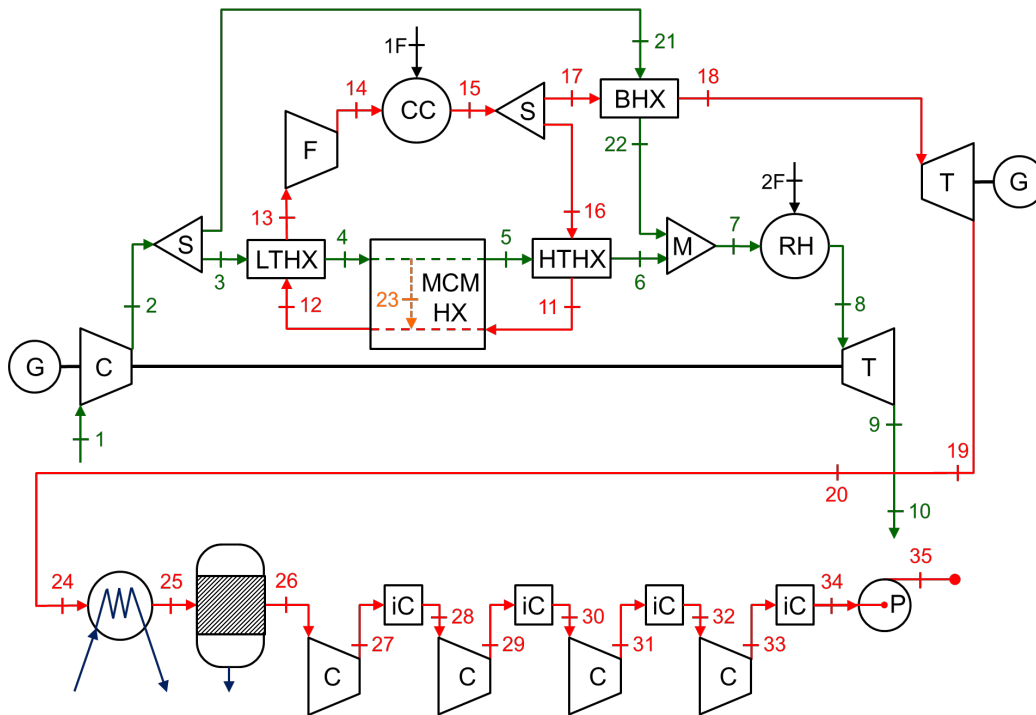 21
1F
14
15
17
18
CC
S
BHX
F
22
2F
T
G
13
16
S
4
5
M
7
RH
3
LTHX
HTHX
6
MCM
HX
23
12
11
2
8
G
C
T
1
9
19
20
10
24
25
26
35
34
iC
28
iC
30
iC
32
iC
P
27
29
31
33
C
C
C
C